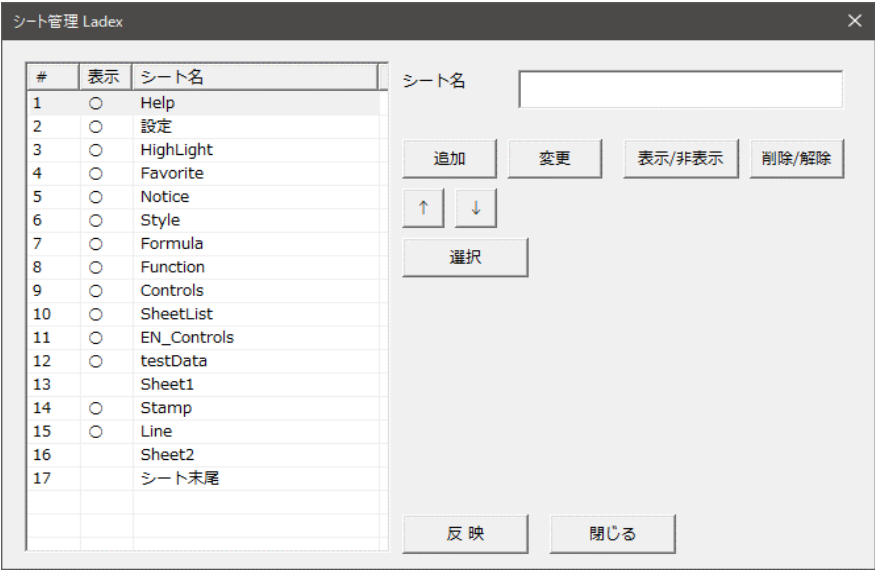 シート管理 Ladex
# 表示 シート名
1 ○ Help
2 ○ 設定
3 ○ HighLight
4 ○ Favorite
5 ○ Notice
6 ○ Style
7 ○ Formula
8 ○ Function
9 ○ Controls
10 ○ SheetList
11 ○ EN_Controls
12 ○ testData
13 Sheet1
14 ○ Stamp
15 ○ Line
16 Sheet2
17 シート末尾
シート名
追加 変更 表示/非表示 削除/解除
↑ ↓
選択
反 映 閉じる